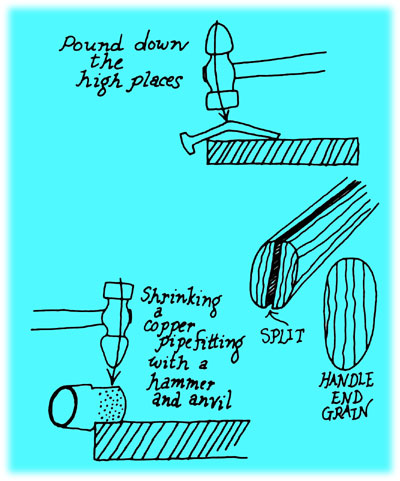 Pound down
the
high places
Shrinking
a
copper
pipefitting
with a
hammer
and anvil
SPLIT
HANDLE
END
GRAIN